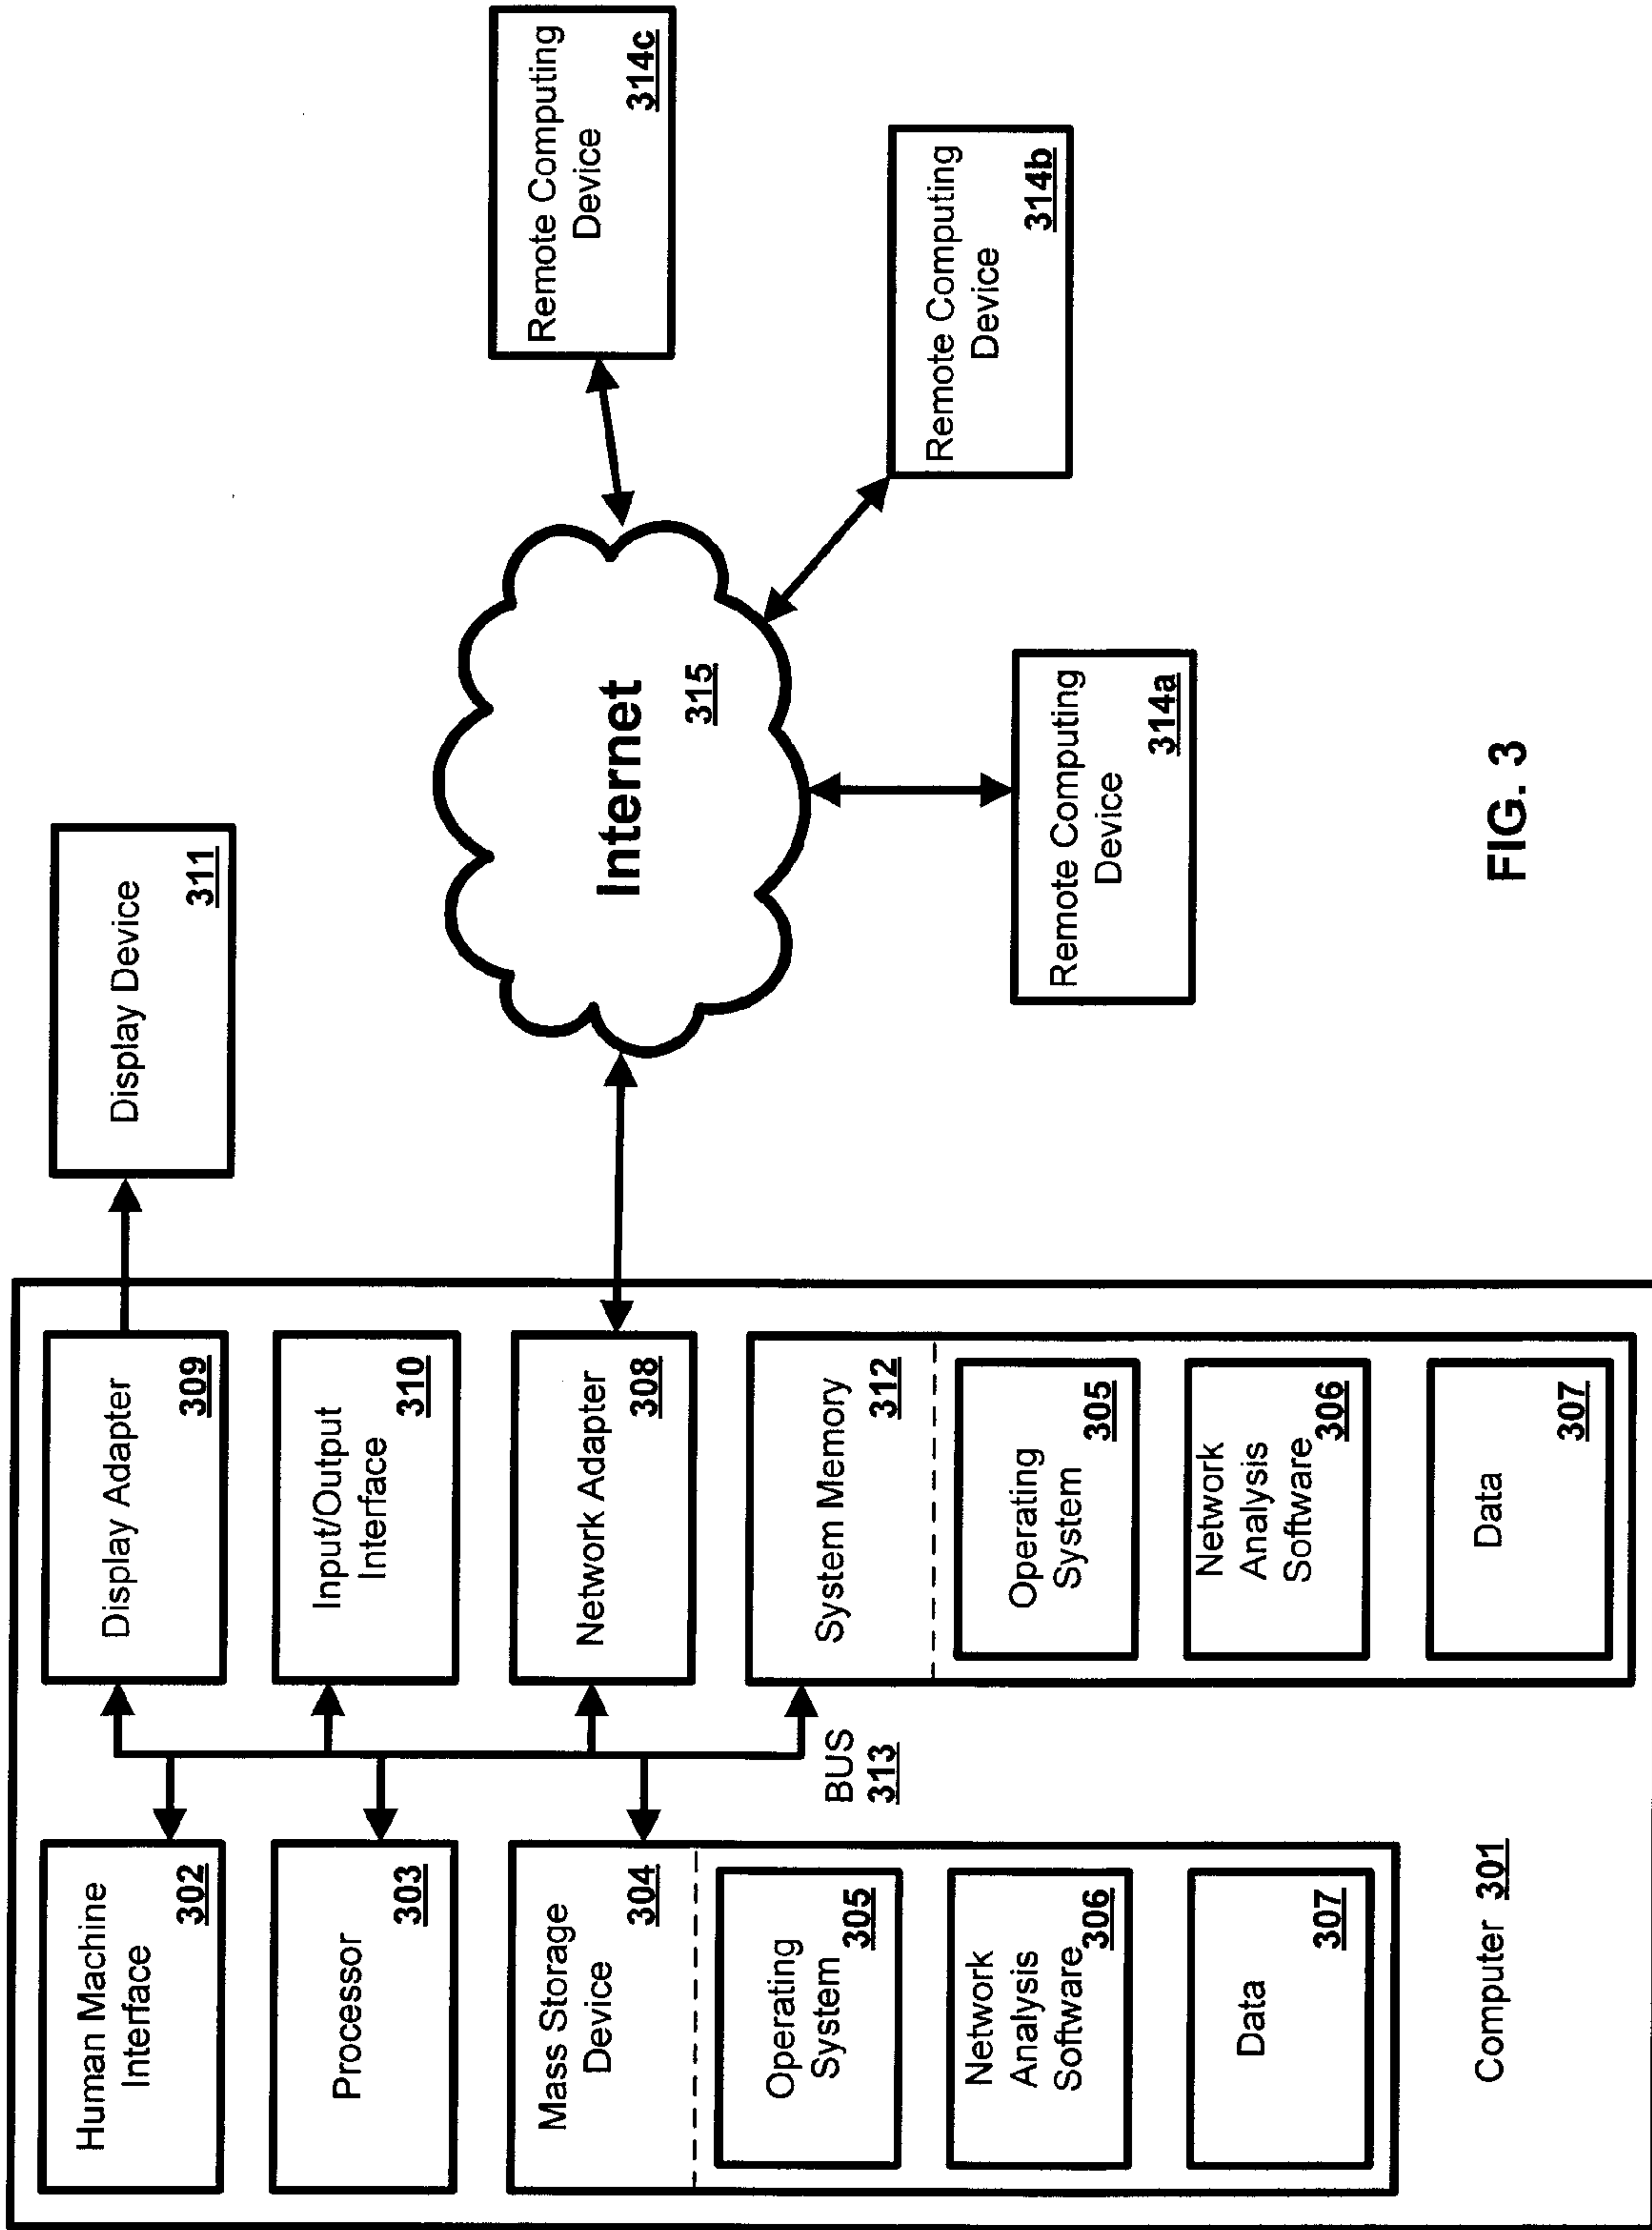 Human Machine
Interface
302
Processor
303
Mass Storage
Device
304
Operating
System
305
Network
Analysis
Software
306
Data
307
Computer 301
BUS
313
Display Adapter
309
Input/Output
Interface
310
Network Adapter
308
System Memory
312
Operating
System
305
Network
Analysis
Software
306
Data
307
Display Device
311
Internet
315
Remote Computing
Device
314a
Remote Computing
Device
314b
Remote Computing
Device
314c
FIG. 3